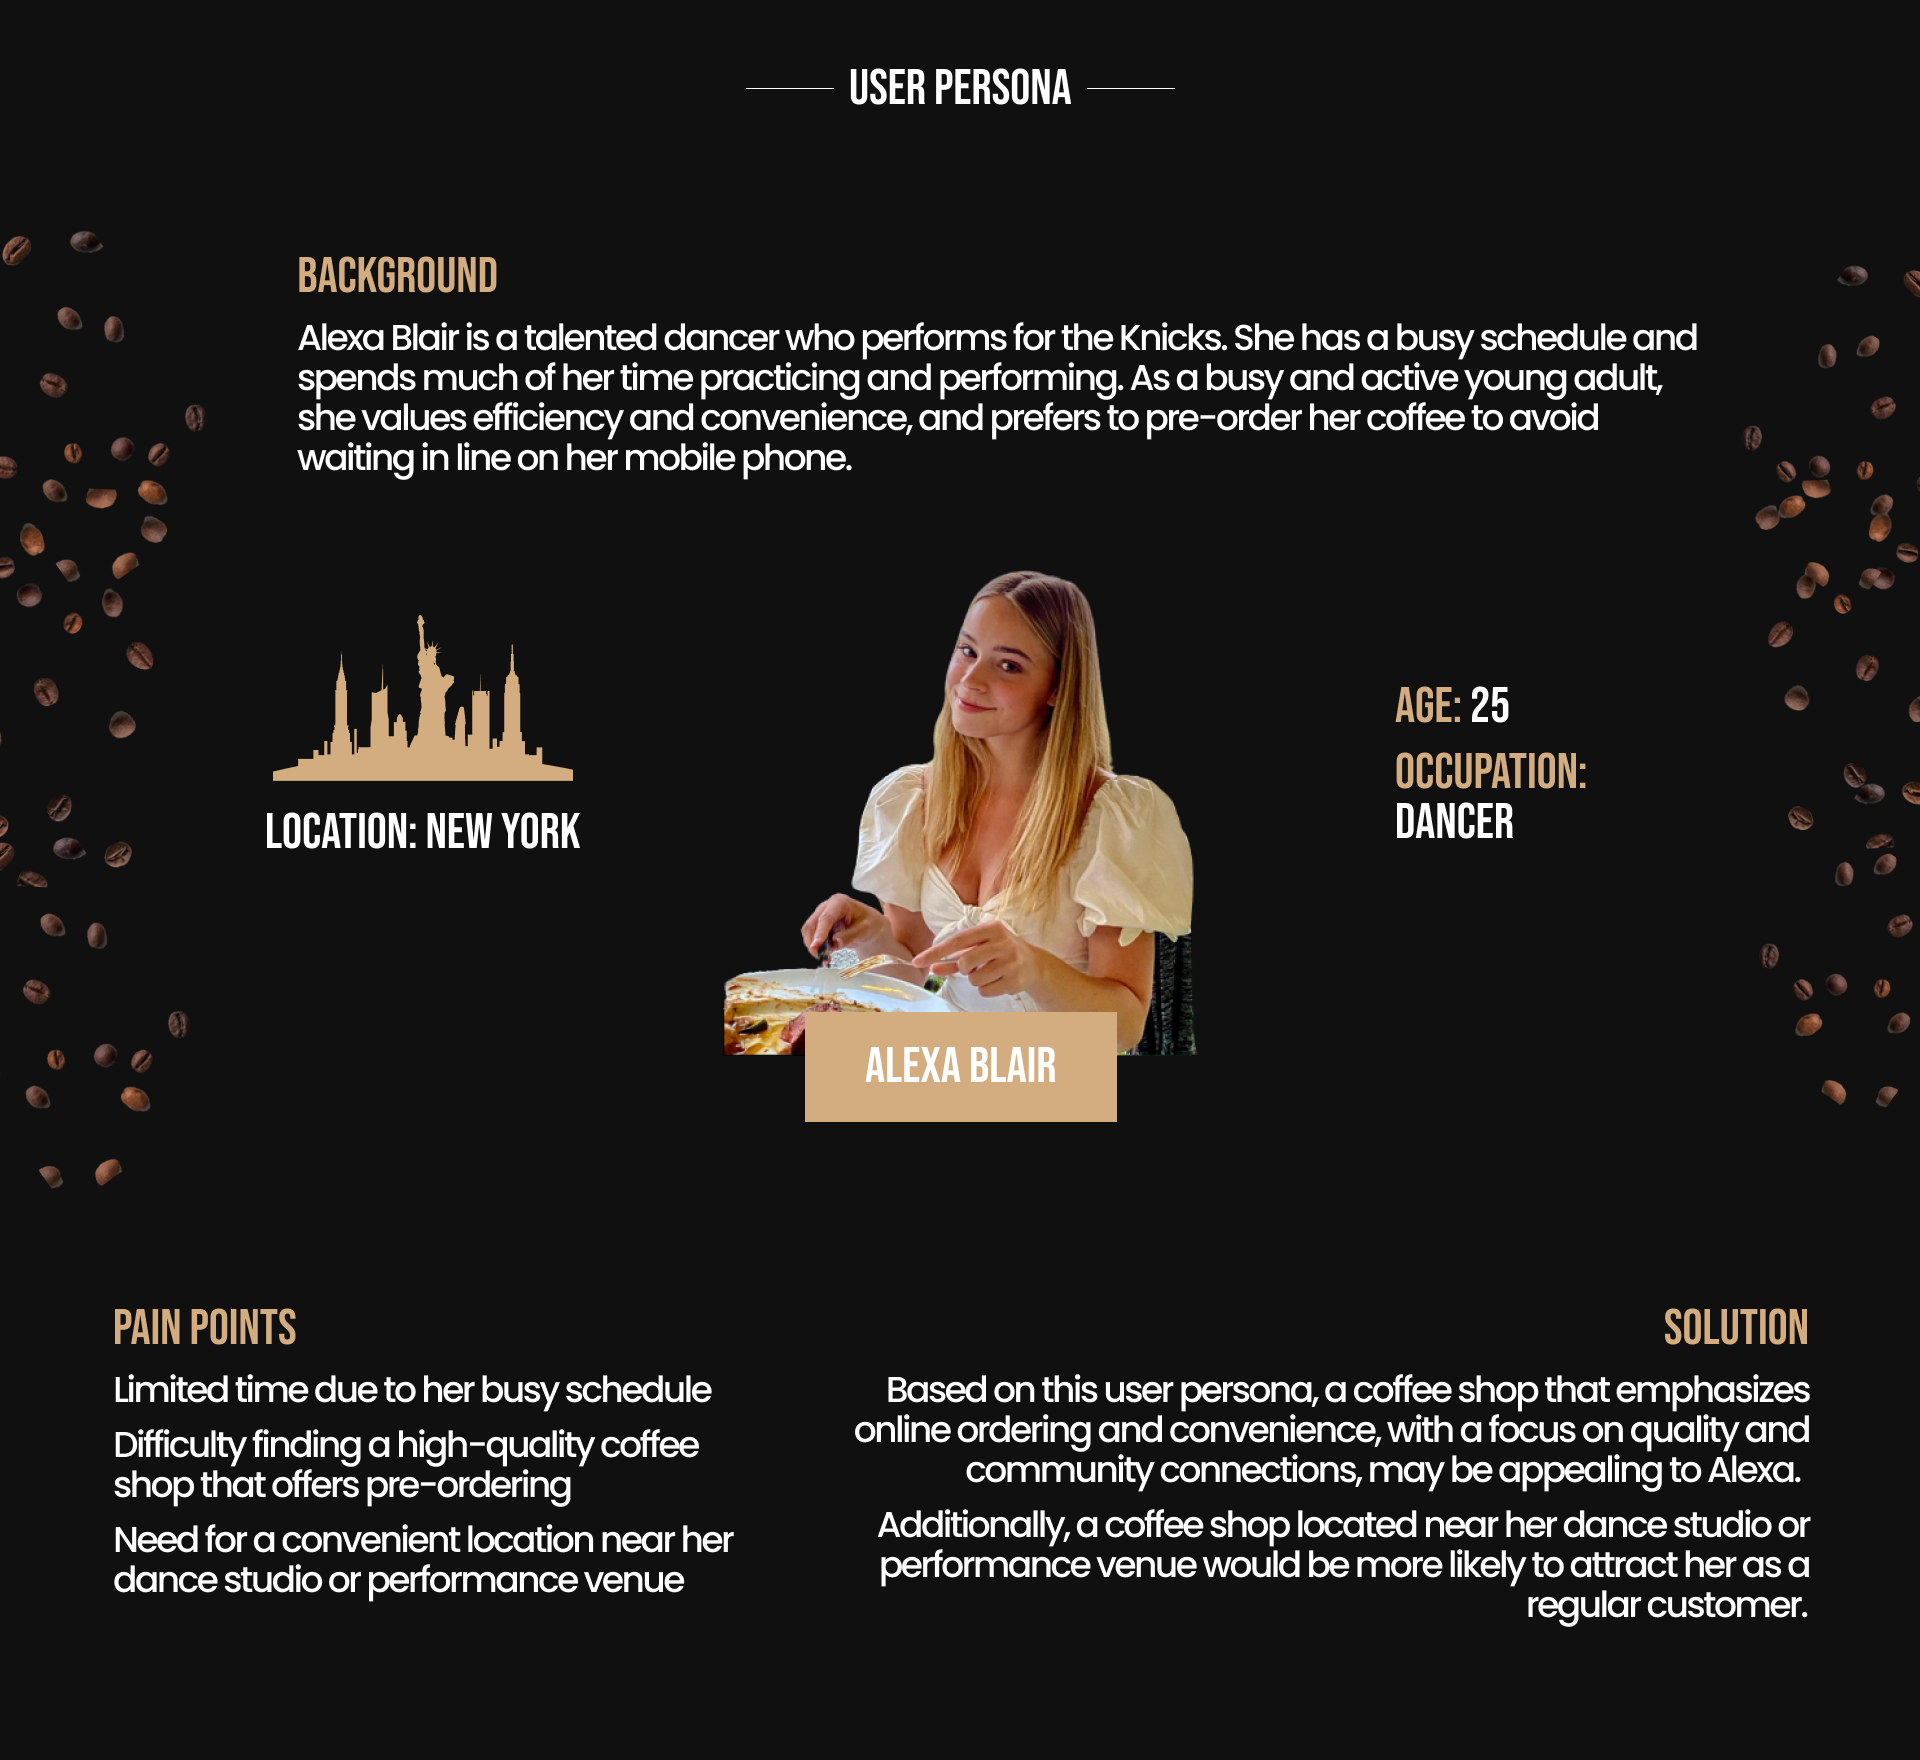 USER PERSONA
BACKGROUND
Alexa Blair is a talented dancer who performs for the Knicks. She has a busy schedule and
spends much of her time practicing and performing. As a busy and active young adult,
she values efficiency and convenience, and prefers to pre-order her coffee to avoid
waiting in line on her mobile phone.
LOCATION: NEW YORK
AGE: 25
OCCUPATION:
DANCER
ALEXA BLAIR
PAIN POINTS
Limited time due to her busy schedule
Difficulty finding a high-quality coffee
shop that offers pre-ordering
Need for a convenient location near her
dance studio or performance venue
SOLUTION
Based on this user persona, a coffee shop that emphasizes
online ordering and convenience, with a focus on quality and
community connections, may be appealing to Alexa.
Additionally, a coffee shop located near her dance studio or
performance venue would be more likely to attract her as a
regular customer.